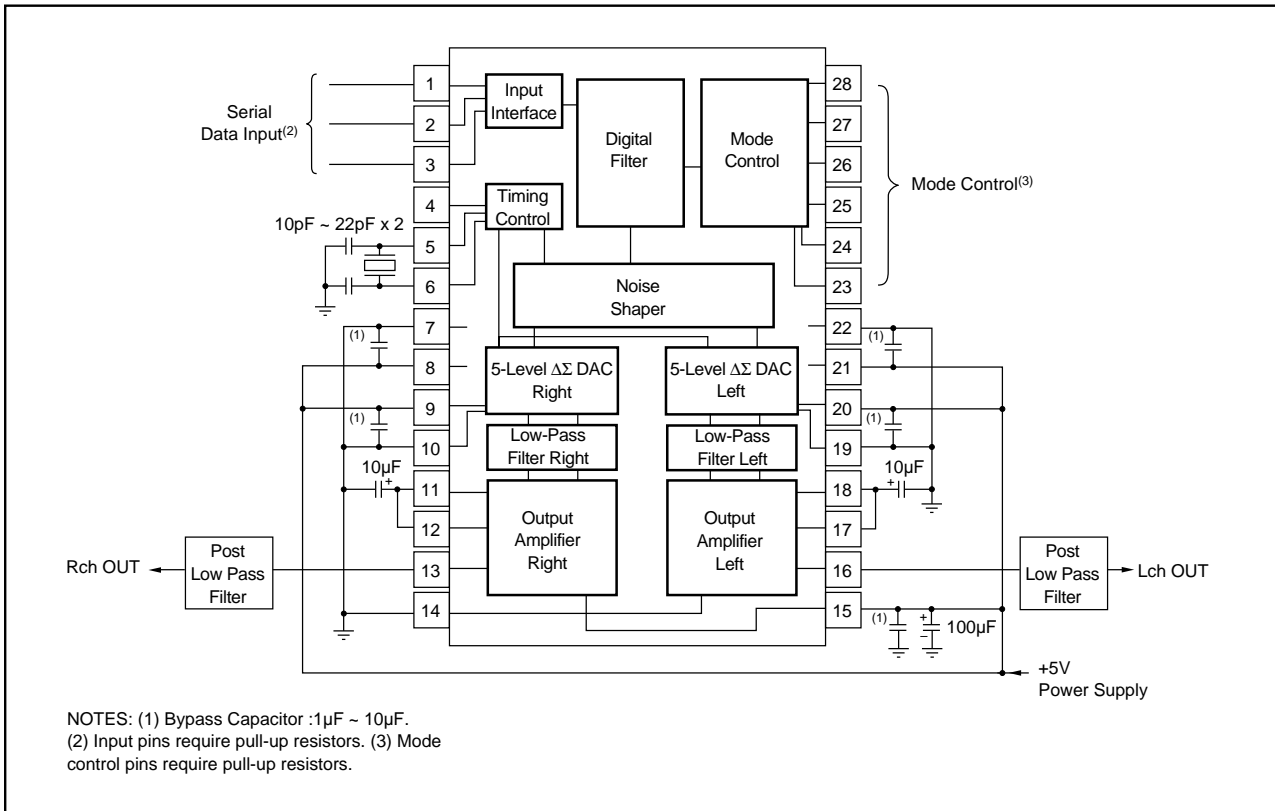 Serial
Data Input(2)
1
2
3
4
5
6
7
8
9
10
11
12
13
14
10pF ~ 22pF x 2
(1)
(1)
10µF
+
Rch OUT
Post
Low Pass
Filter
Input
Interface
Digital
Filter
Mode
Control
Timing
Control
Noise
Shaper
5-Level ΔΣ DAC
Right
5-Level ΔΣ DAC
Left
Low-Pass
Filter Right
Low-Pass
Filter Left
Output
Amplifier
Right
Output
Amplifier
Left
28
27
26
25
24
23
22
21
20
19
18
17
16
15
Mode Control(3)
(1)
(1)
10µF
+
Post
Low Pass
Filter
Lch OUT
(1)
+
–
100µF
+5V
Power Supply
NOTES: (1) Bypass Capacitor :1µF ~ 10µF.
(2) Input pins require pull-up resistors. (3) Mode
control pins require pull-up resistors.